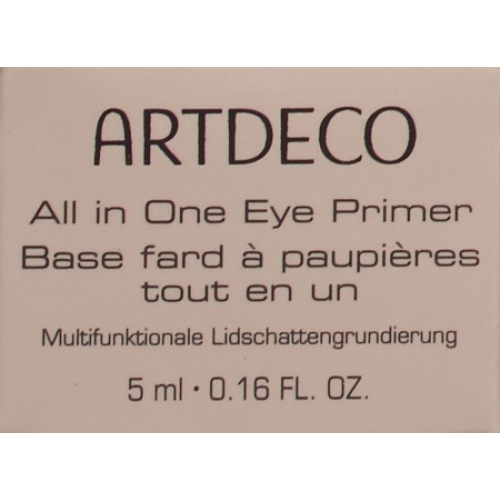 ARTDECO
All in One Eye Primer
Base fard à paupières
tout en un
Multifunktionale Lidschattengrundierung
5 ml · 0.16 FL. OZ.